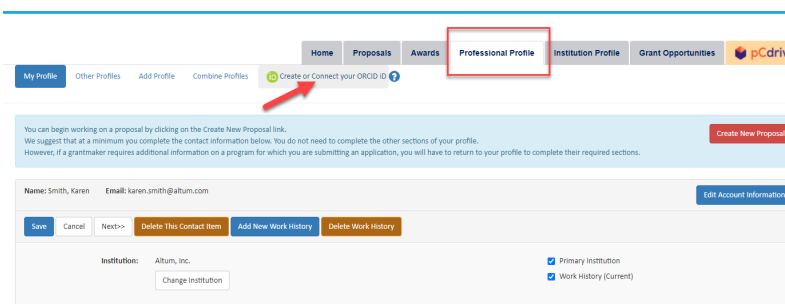 Home Proposals Awards Professional Profile Institution Profile Grant Opportunities
My Profile Other Profiles Add Profile Combine Profiles iD Create or Connect your ORCID iD ?
You can begin working on a proposal by clicking on the Create New Proposal link.
We suggest that at a minimum you complete the contact information below. You do not need to complete the other sections of your profile.
However, if a grantmaker requires additional information on a program for which you are submitting an application, you will have to return to your profile to complete their required sections.
Create New Proposal
Name: Smith, Karen Email: karen.smith@altum.com
Edit Account Information
Save Cancel Next>> Delete This Contact Item Add New Work History Delete Work History
Institution: Altum, Inc.
Primary Institution
Change Institution
Work History (Current)